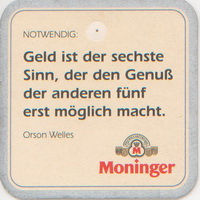 NOTWENDIG:
Geld ist der sechste
Sinn, der den Genuß
der anderen fünf
erst möglich macht.
Orson Welles
M
Moninger